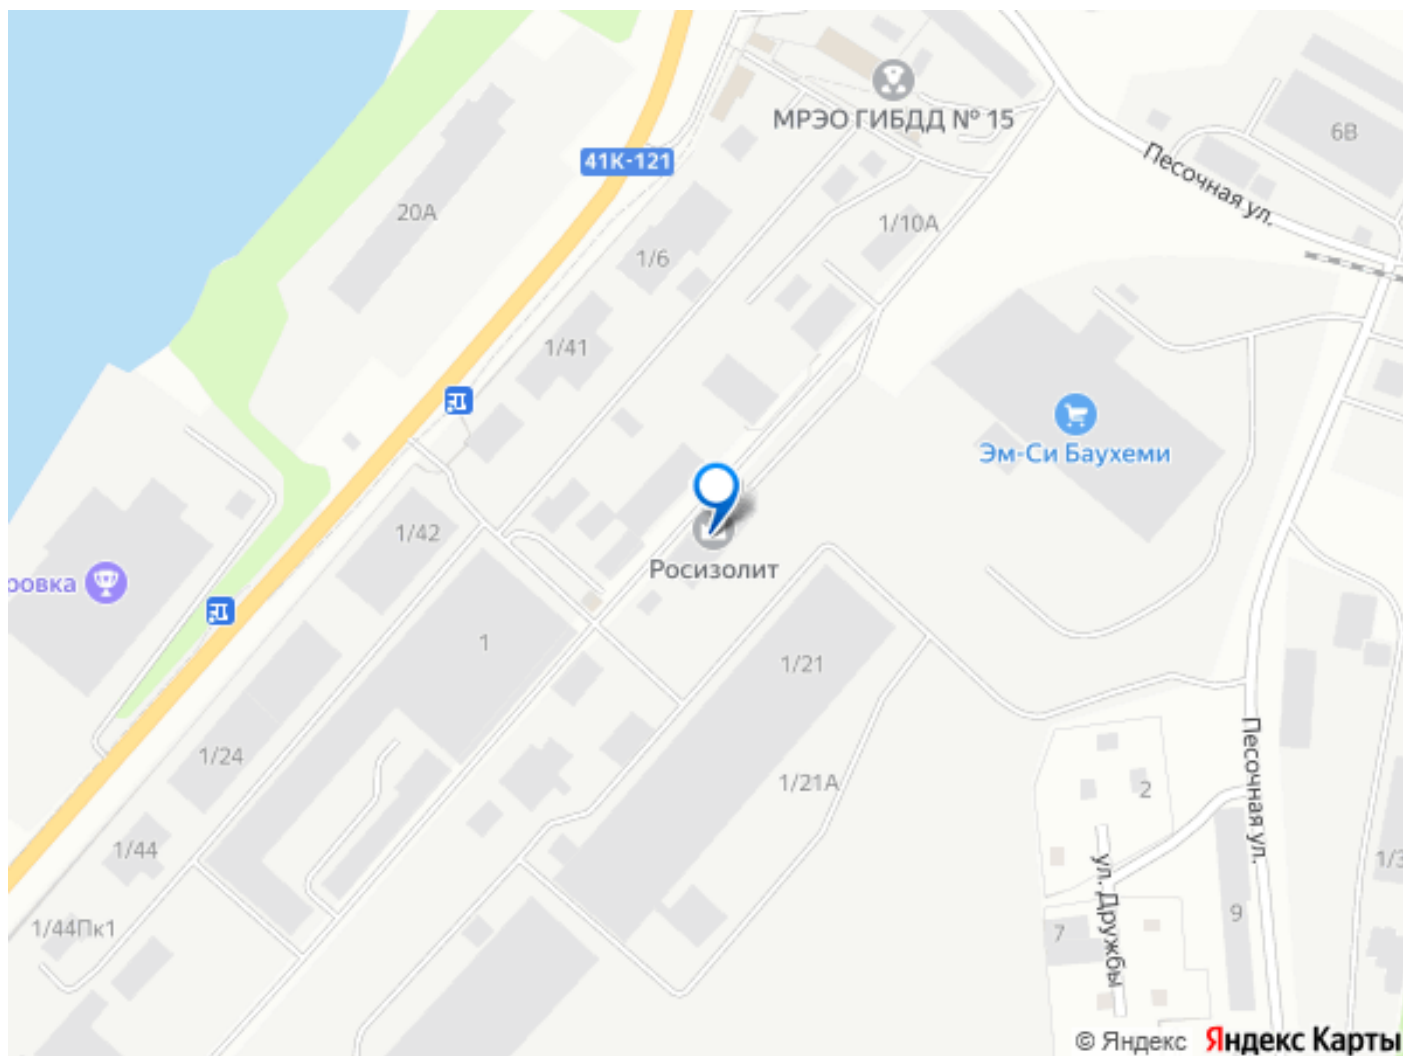 МРЭО ГИБДД № 15
41К-121
6В
Песочная ул.
20А
1/10А
1/6
1/41
Эм-Си Баухеми
1/42
Росизолит
ровка
1
1/21
1/24
1/21А
2
Песочная ул.
1/44
1/3
ул. Дружбы
9
1/44Пк1
7
© Яндекс Яндекс Карты